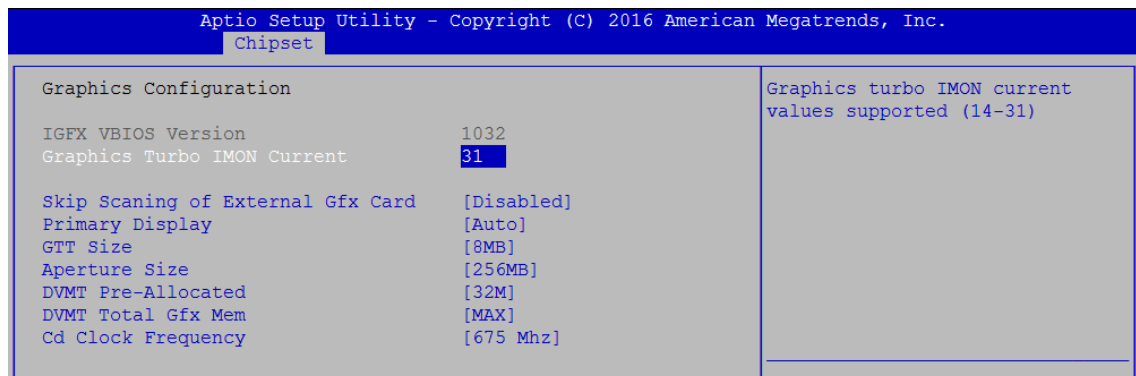 Aptio Setup Utility - Copyright (C) 2016 American Megatrends, Inc.
Chipset
Graphics Configuration
IGFX VBIOS Version 1032
Graphics Turbo IMON Current 31
Skip Scaning of External Gfx Card [Disabled]
Primary Display [Auto]
GTT Size [8MB]
Aperture Size [256MB]
DVMT Pre-Allocated [32M]
DVMT Total Gfx Mem [MAX]
Cd Clock Frequency [675 Mhz]
Graphics turbo IMON current
values supported (14-31)